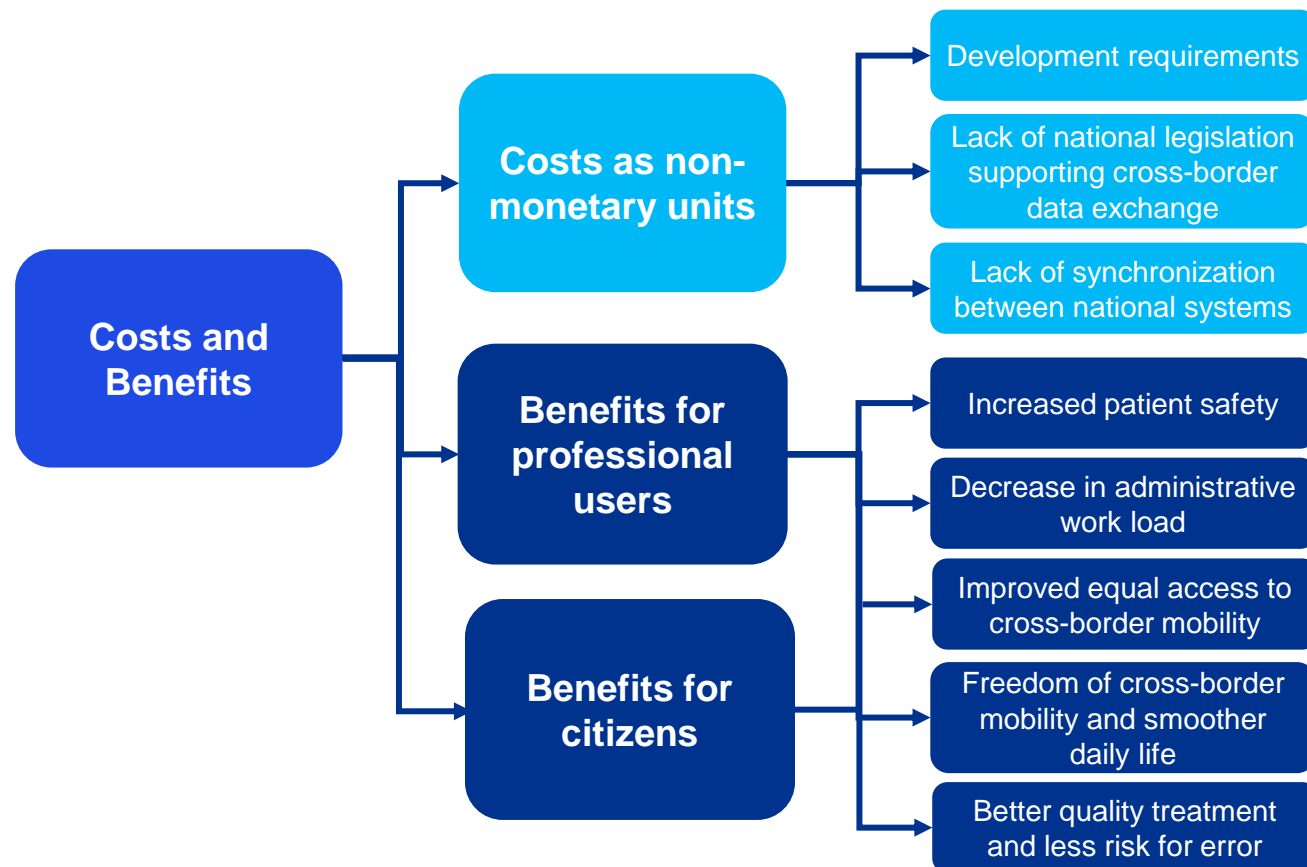 Costs and
Benefits
Costs as non-
monetary units
Benefits for
professional
users
Benefits for
citizens
Development requirements
Lack of national legislation
supporting cross-border
data exchange
Lack of synchronization
between national systems
Increased patient safety
Decrease in administrative
work load
Improved equal access to
cross-border mobility
Freedom of cross-border
mobility and smoother
daily life
Better quality treatment
and less risk for error